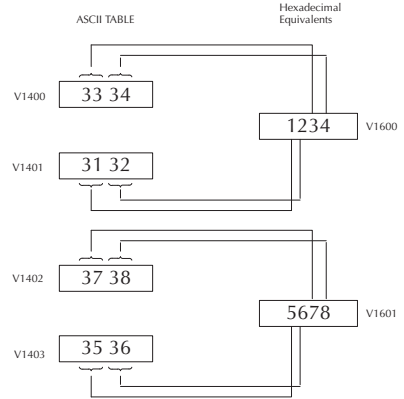 ASCII TABLE
Hexadecimal
Equivalents
V1400
33 34
1234
V1600
V1401
31 32
V1402
37 38
5678
V1601
V1403
35 36